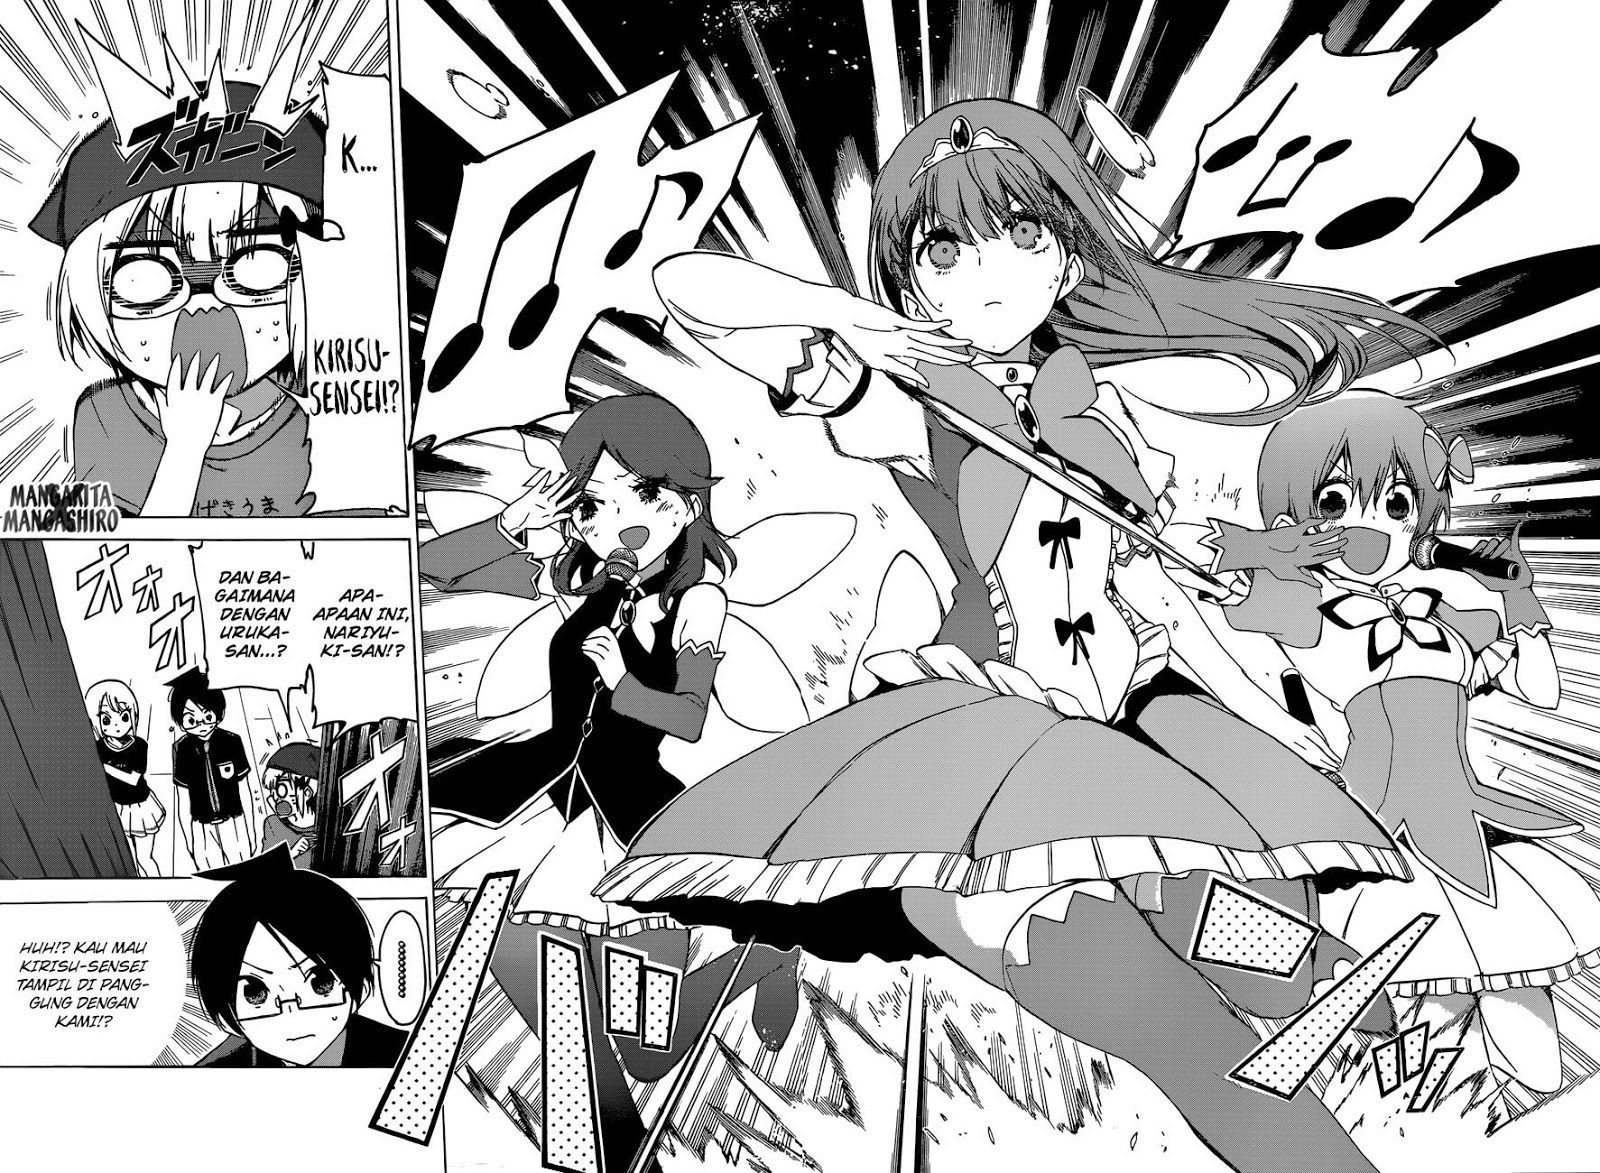 ズガーン
K...
KIRISU-
SENSEI!?
げきうま
MANGARITA
MANGASHIRO
APA-
APAAN INI,
NARIYU-
KI-SAN!?
DAN BA-
GAIMANA
DENGAN
URUKA-
SAN...?
オォォ
オォ
HUH!? KAU MAU
KIRISU-SENSEI
TAMPIL DI PANG-
GUNG DENGAN
KAMI!?